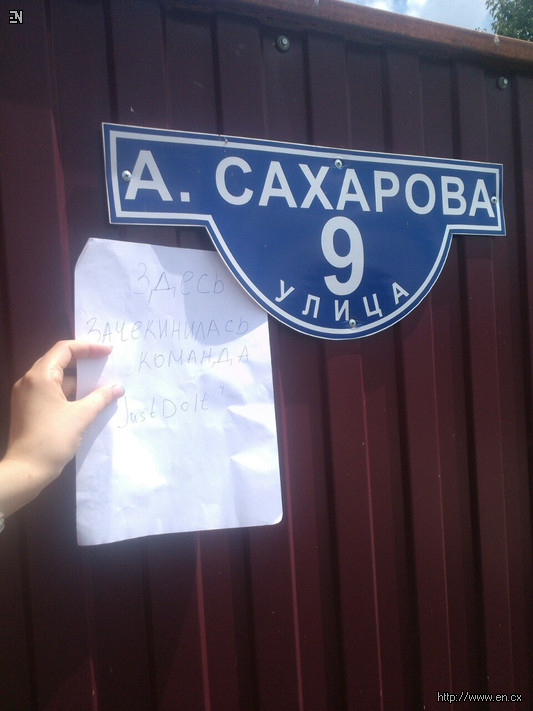 EN
А. САХАРОВА
9
УЛИЦА
ЗДЕСЬ
ЗАЧЕКИНИЛАСЬ
КОМАНДА
"JustDoIt"
http://www.en.cx